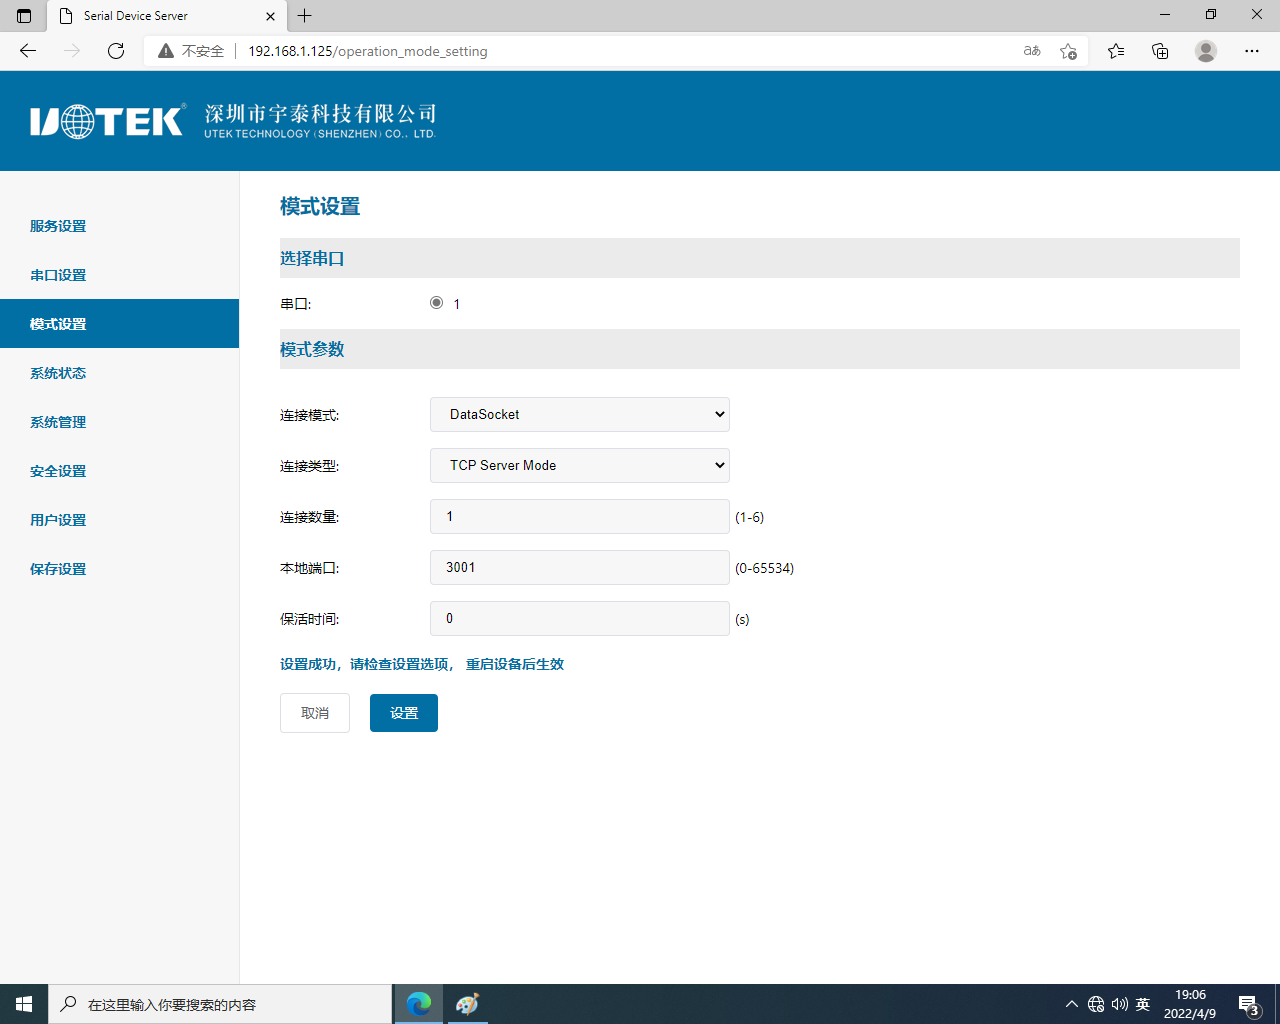 Serial Device Server
不安全
192.168.1.125/operation_mode_setting
aあ
UTEK®
深圳市宇泰科技有限公司
UTEK TECHNOLOGY (SHENZHEN) CO., LTD.
服务设置
串口设置
模式设置
系统状态
系统管理
安全设置
用户设置
保存设置
模式设置
选择串口
串口: 1
模式参数
连接模式: DataSocket
连接类型: TCP Server Mode
连接数量: 1 (1-6)
本地端口: 3001 (0-65534)
保活时间: 0 (s)
设置成功，请检查设置选项， 重启设备后生效
取消 设置
在这里输入你要搜索的内容
英
19:06
2022/4/9
3